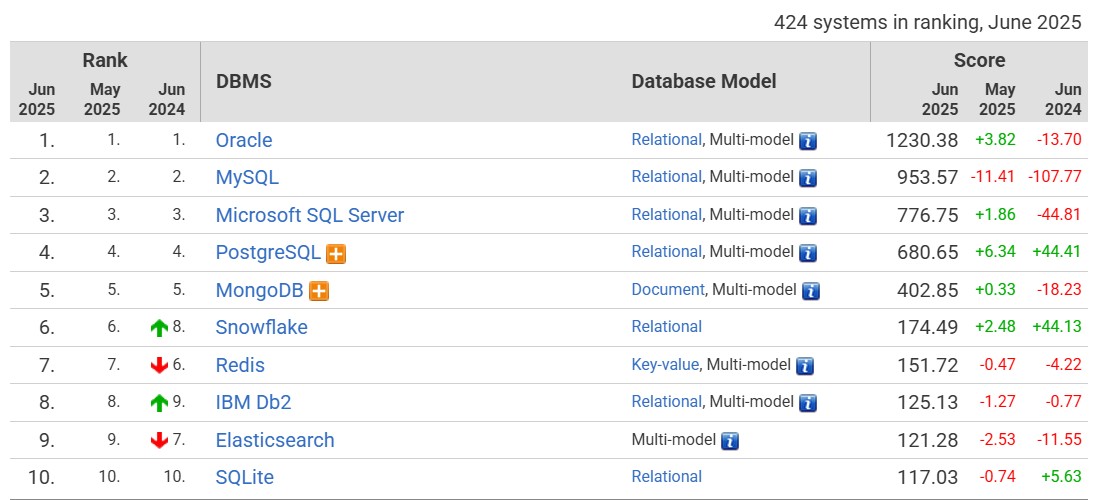 424 systems in ranking, June 2025
Rank DBMS Database Model Score
Jun 2025 May 2025 Jun 2024 Jun 2025 May 2025 Jun 2024
1. 1. 1. Oracle Relational, Multi-model i 1230.38 +3.82 -13.70
2. 2. 2. MySQL Relational, Multi-model i 953.57 -11.41 -107.77
3. 3. 3. Microsoft SQL Server Relational, Multi-model i 776.75 +1.86 -44.81
4. 4. 4. PostgreSQL + Relational, Multi-model i 680.65 +6.34 +44.41
5. 5. 5. MongoDB + Document, Multi-model i 402.85 +0.33 -18.23
6. 6. 8. Snowflake Relational 174.49 +2.48 +44.13
7. 7. 6. Redis Key-value, Multi-model i 151.72 -0.47 -4.22
8. 8. 9. IBM Db2 Relational, Multi-model i 125.13 -1.27 -0.77
9. 9. 7. Elasticsearch Multi-model i 121.28 -2.53 -11.55
10. 10. 10. SQLite Relational 117.03 -0.74 +5.63